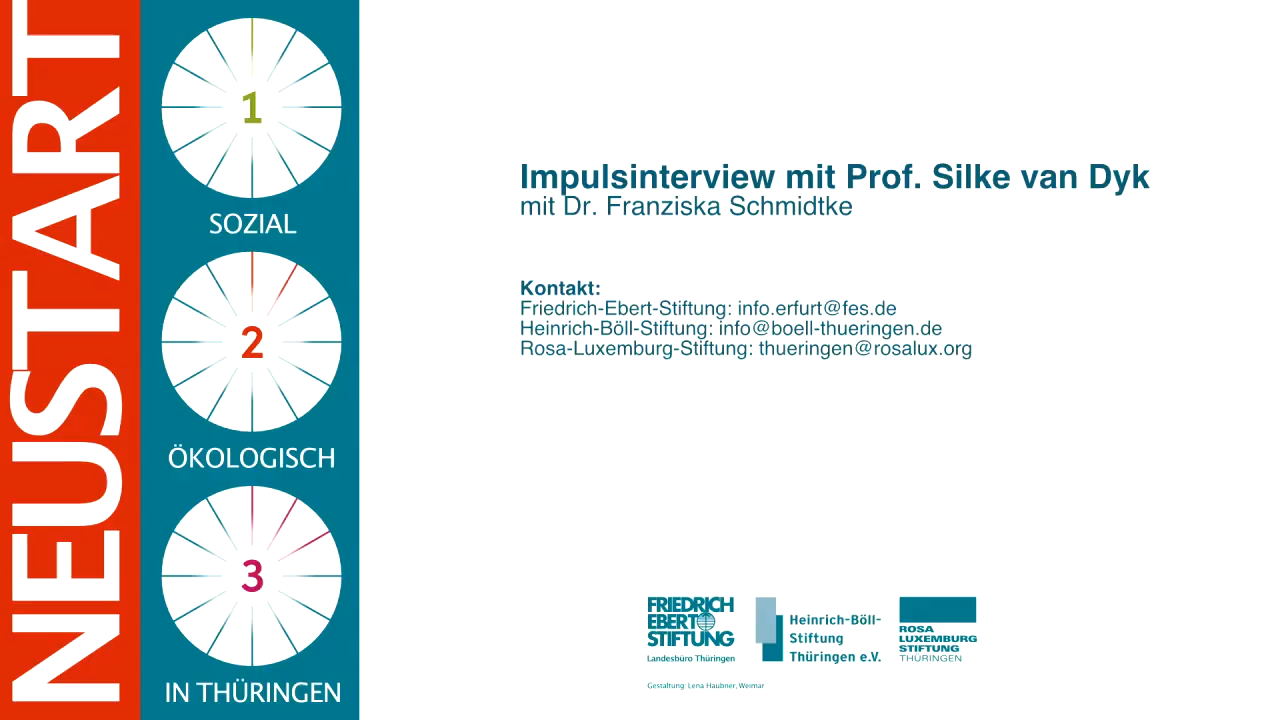 NEUSTART
1
SOZIAL
2
ÖKOLOGISCH
3
IN THÜRINGEN
Impulsinterview mit Prof. Silke van Dyk
mit Dr. Franziska Schmidtke
Kontakt:
Friedrich-Ebert-Stiftung: info.erfurt@fes.de
Heinrich-Böll-Stiftung: info@boell-thueringen.de
Rosa-Luxemburg-Stiftung: thueringen@rosalux.org
FRIEDRICH
EBERT
STIFTUNG
Landesbüro Thüringen
Heinrich-Böll-
Stiftung
Thüringen e.V.
ROSA
LUXEMBURG
STIFTUNG
THÜRINGEN
Gestaltung: Lena Haubner, Weimar